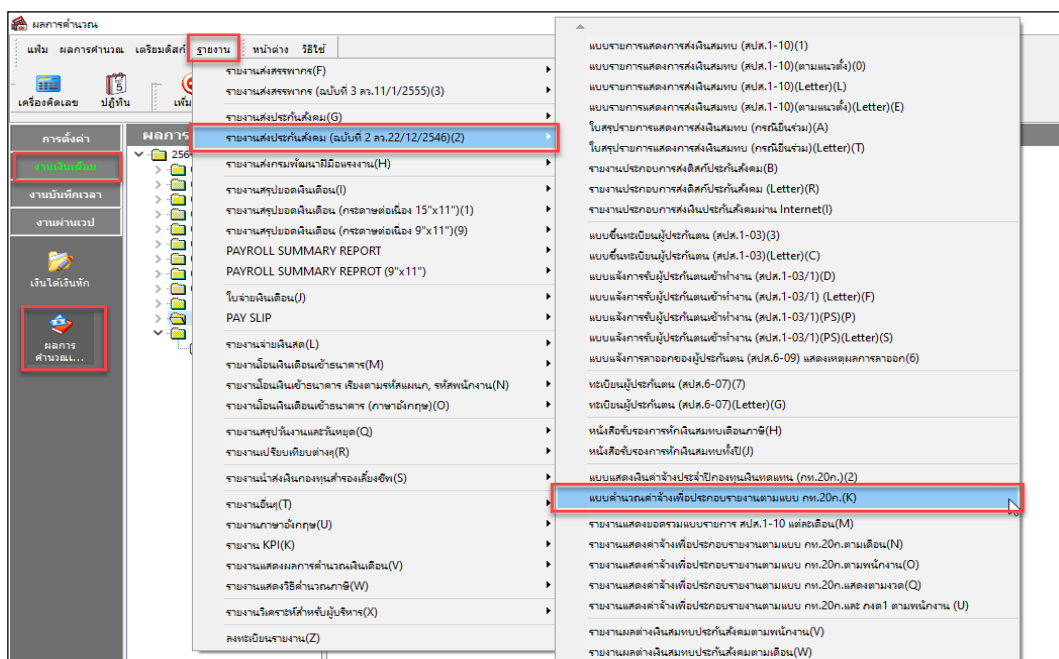 ผลการคำนวณ
แฟ้ม ผลการคำนวณ เตรียมดิสก์ รายงาน หน้าต่าง วิธีใช้
เครื่องคิดเลข ปฏิทิน เพิ่ม
การตั้งค่า
งานเงินเดือน
งานบันทึกเวลา
งานผ่านเวป
เงินได้เงินหัก
ผลการ
คำนวณเ...
ผลการ
256
รายงานส่งสรรพากร(F)
รายงานส่งสรรพากร (ฉบับที่ 3 ลว.11/1/2555)(3)
รายงานส่งประกันสังคม(G)
รายงานส่งประกันสังคม (ฉบับที่ 2 ลว.22/12/2546)(2)
รายงานส่งกรมพัฒนาฝีมือแรงงาน(H)
รายงานสรุปยอดเงินเดือน(I)
รายงานสรุปยอดเงินเดือน (กระดาษต่อเนื่อง 15"x11")(1)
รายงานสรุปยอดเงินเดือน (กระดาษต่อเนื่อง 9"x11")(9)
PAYROLL SUMMARY REPORT
PAYROLL SUMMARY REPROT (9"x11")
ใบจ่ายเงินเดือน(J)
PAY SLIP
รายงานจ่ายเงินสด(L)
รายงานโอนเงินเดือนเข้าธนาคาร(M)
รายงานโอนเงินเดือนเข้าธนาคาร เรียงตามรหัสแผนก, รหัสพนักงาน(N)
รายงานโอนเงินเดือนเข้าธนาคาร (ภาษาอังกฤษ)(O)
รายงานสรุปวันงานและวันหยุด(Q)
รายงานเปรียบเทียบต่างๆ(R)
รายงานนำส่งเงินกองทุนสำรองเลี้ยงชีพ(S)
รายงานอื่นๆ(T)
รายงานภาษาอังกฤษ(U)
รายงาน KPI(K)
รายงานแสดงผลการคำนวณเงินเดือน(V)
รายงานแสดงวิธีคำนวณภาษี(W)
รายงานวิเคราะห์สำหรับผู้บริหาร(X)
ลงทะเบียนรายงาน(Z)
แบบรายการแสดงการส่งเงินสมทบ (สปส.1-10)(1)
แบบรายการแสดงการส่งเงินสมทบ (สปส.1-10)(ตามแนวตั้ง)(0)
แบบรายการแสดงการส่งเงินสมทบ (สปส.1-10)(Letter)(L)
แบบรายการแสดงการส่งเงินสมทบ (สปส.1-10)(ตามแนวตั้ง)(Letter)(E)
ใบสรุปรายการแสดงการส่งเงินสมทบ (กรณียื่นร่วม)(A)
ใบสรุปรายการแสดงการส่งเงินสมทบ (กรณียื่นร่วม)(Letter)(T)
รายงานประกอบการส่งดิสก์ประกันสังคม(B)
รายงานประกอบการส่งดิสก์ประกันสังคม (Letter)(R)
รายงานประกอบการส่งเงินประกันสังคมผ่าน Internet(I)
แบบขึ้นทะเบียนผู้ประกันตน (สปส.1-03)(3)
แบบขึ้นทะเบียนผู้ประกันตน (สปส.1-03)(Letter)(C)
แบบแจ้งการรับผู้ประกันตนเข้าทำงาน (สปส.1-03/1)(D)
แบบแจ้งการรับผู้ประกันตนเข้าทำงาน (สปส.1-03/1) (Letter)(F)
แบบแจ้งการรับผู้ประกันตนเข้าทำงาน (สปส.1-03/1)(PS)(P)
แบบแจ้งการรับผู้ประกันตนเข้าทำงาน (สปส.1-03/1)(PS)(Letter)(S)
แบบแจ้งการลาออกของผู้ประกันตน (สปส.6-09) แสดงเหตุผลการลาออก(6)
ทะเบียนผู้ประกันตน (สปส.6-07)(7)
ทะเบียนผู้ประกันตน (สปส.6-07)(Letter)(G)
หนังสือรับรองการหักเงินสมทบเดือนภาษี(H)
หนังสือรับรองการหักเงินสมทบทั้งปี(J)
แบบแสดงเงินค่าจ้างประจำปีกองทุนเงินทดแทน (กท.20ก.)(2)
แบบคำนวณค่าจ้างเพื่อประกอบรายงานตามแบบ กท.20ก.(K)
รายงานแสดงยอดรวมแบบรายการ สปส.1-10 แต่ละเดือน(M)
รายงานแสดงค่าจ้างเพื่อประกอบรายงานตามแบบ กท.20ก.ตามเดือน(N)
รายงานแสดงค่าจ้างเพื่อประกอบรายงานตามแบบ กท.20ก.ตามพนักงาน(O)
รายงานแสดงค่าจ้างเพื่อประกอบรายงานตามแบบ กท.20ก.แสดงตามงวด(Q)
รายงานแสดงค่าจ้างเพื่อประกอบรายงานตามแบบ กท.20ก.และ ภงด1 ตามพนักงาน (U)
รายงานผลต่างเงินสมทบประกันสังคมตามพนักงาน(V)
รายงานผลต่างเงินสมทบประกันสังคมตามเดือน(W)